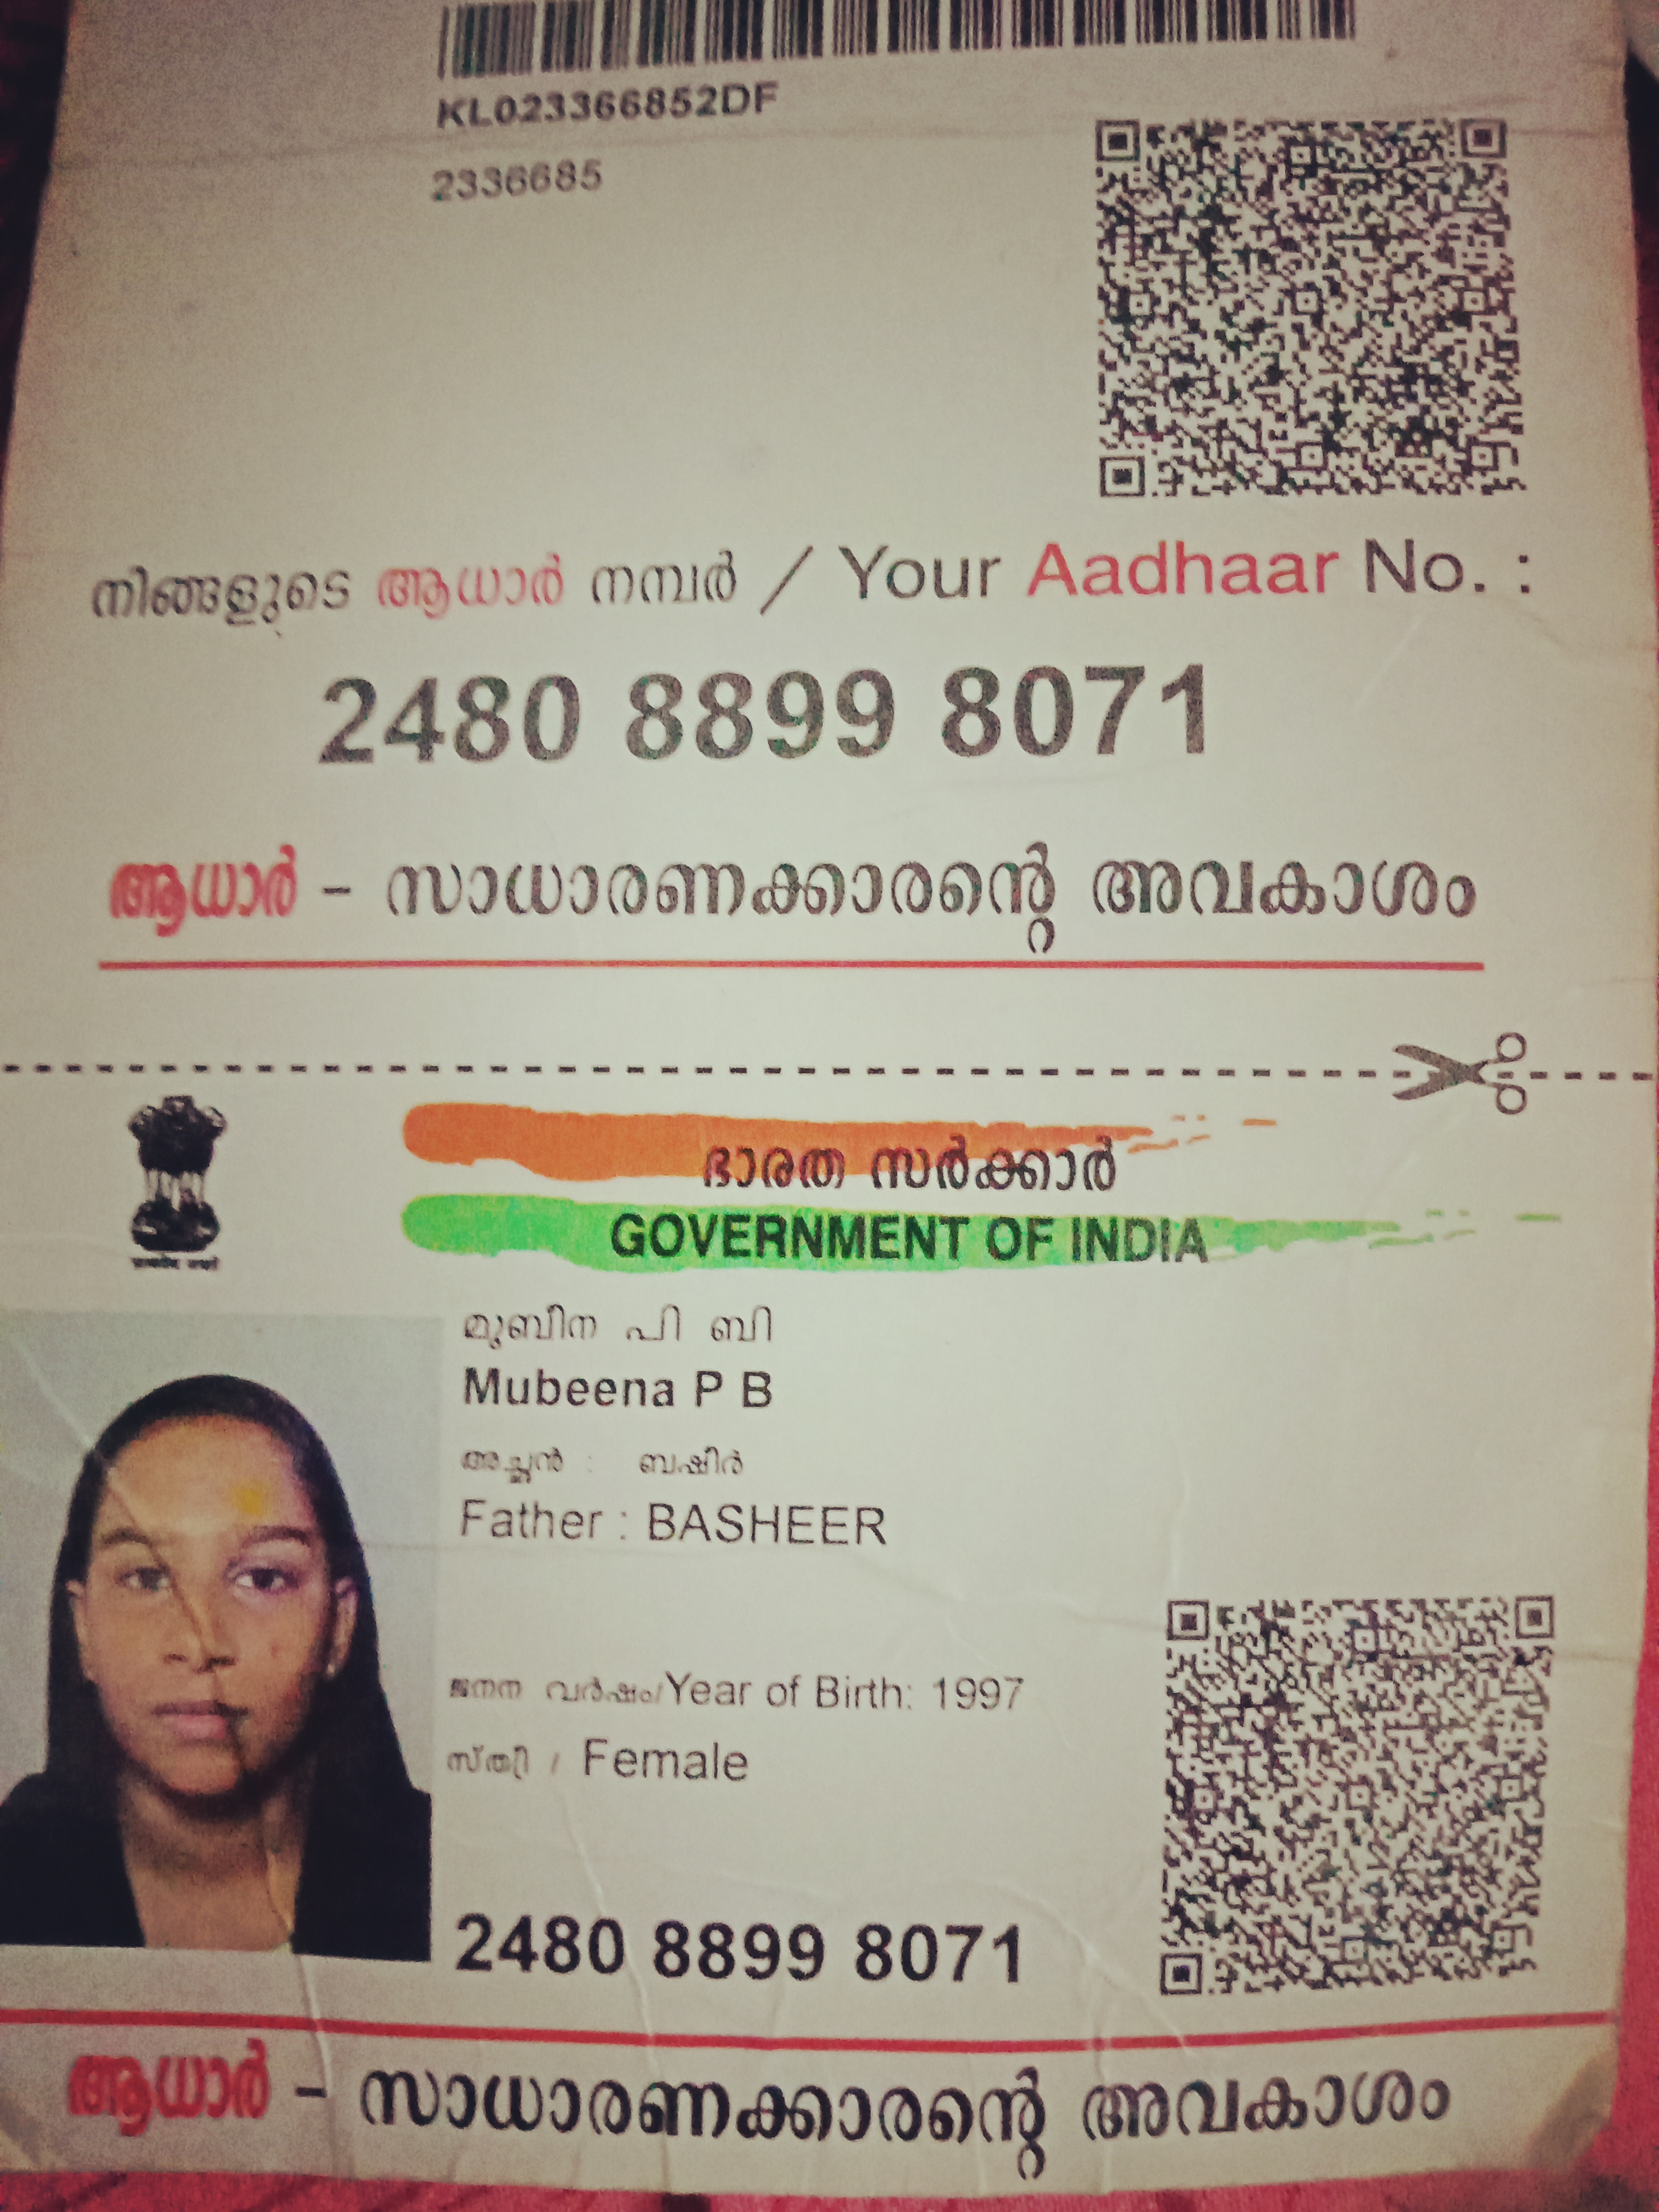 KL023366852DF
2336685
നിങ്ങളുടെ ആധാർ നമ്പർ / Your Aadhaar No. :
2480 8899 8071
ആധാർ – സാധാരണക്കാരന്റെ അവകാശം
ഭാരത സർക്കാർ
GOVERNMENT OF INDIA
മുബീന പി ബി
Mubeena P B
അച്ഛൻ : ബഷീർ
Father : BASHEER
ജനന വർഷം/Year of Birth: 1997
സ്ത്രീ / Female
2480 8899 8071
ആധാർ – സാധാരണക്കാരന്റെ അവകാശം